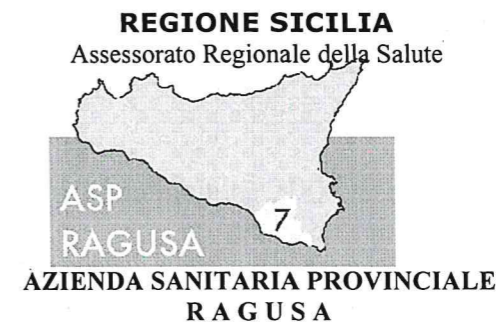 REGIONE SICILIA
Assessorato Regionale della Salute
ASP
RAGUSA
7
AZIENDA SANITARIA PROVINCIALE
RAGUSA